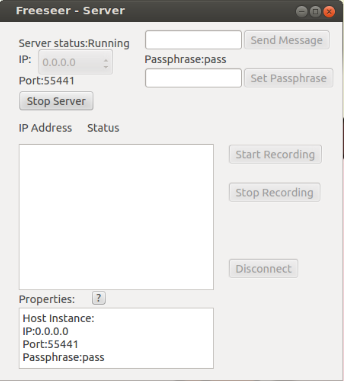 Freeseer - Server
Server status:Running
Send Message
IP:
0.0.0.0
Passphrase:pass
Port:55441
Set Passphrase
Stop Server
IP Address Status
Start Recording
Stop Recording
Disconnect
Properties: ?
Host Instance:
IP:0.0.0.0
Port:55441
Passphrase:pass